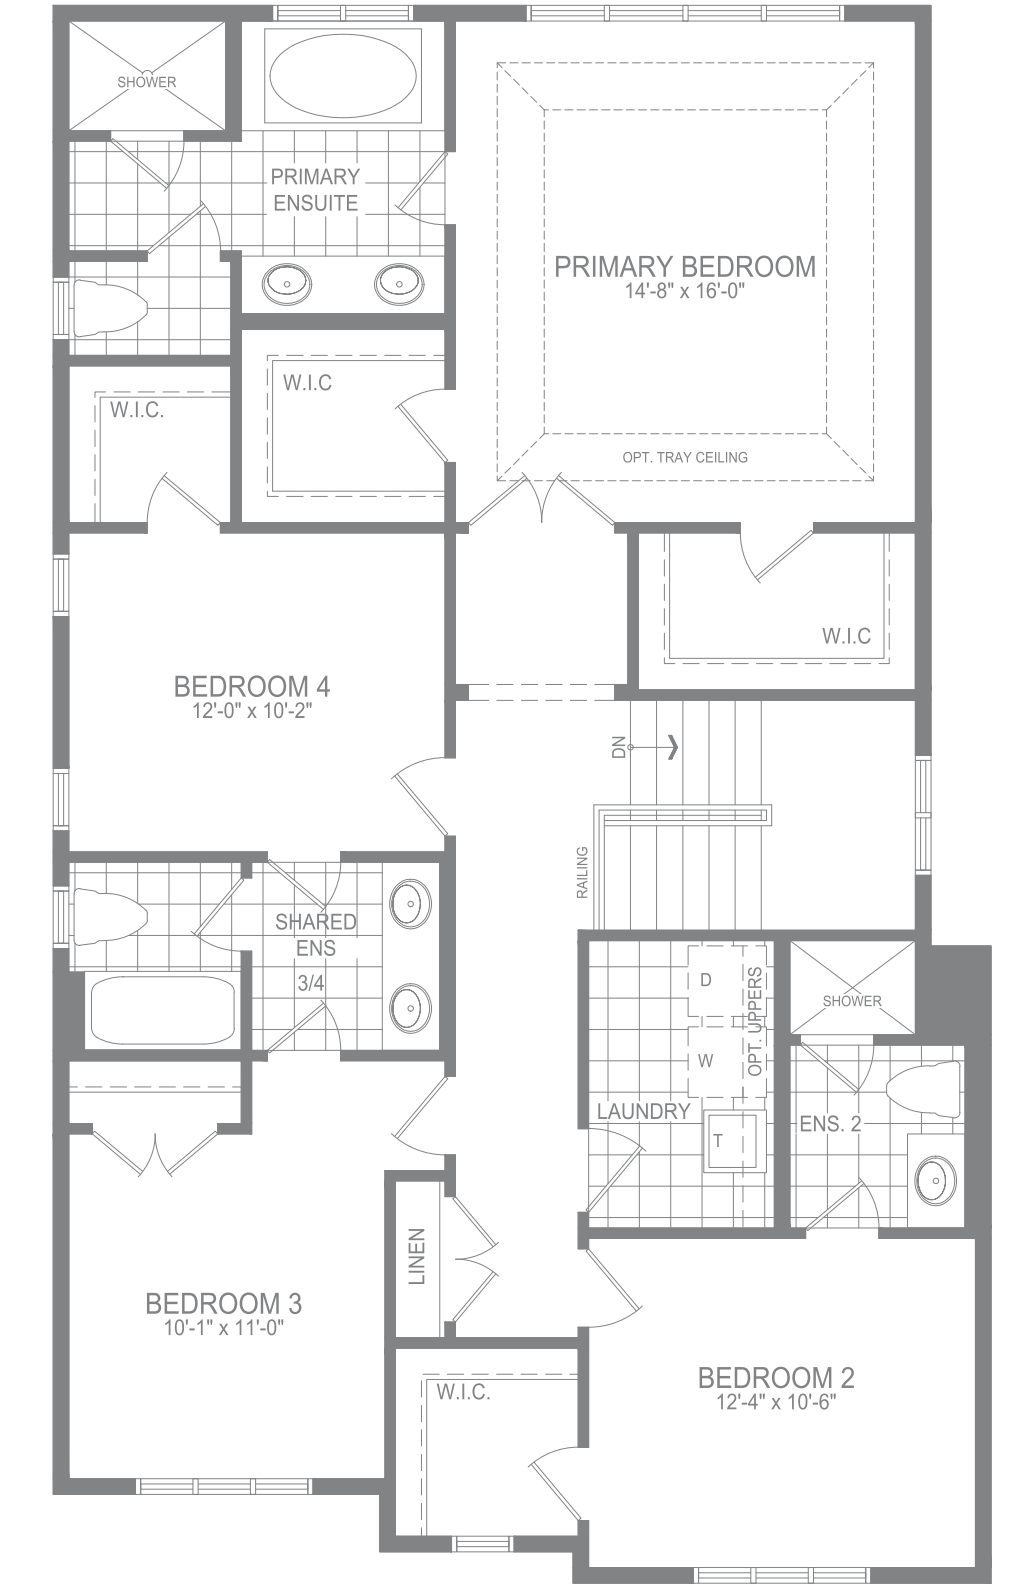 SHOWER
PRIMARY
ENSUITE
PRIMARY BEDROOM
14'-8" x 16'-0"
W.I.C
W.I.C.
OPT. TRAY CEILING
W.I.C
BEDROOM 4
12'-0" x 10'-2"
DN
RAILING
SHARED
ENS
3/4
D
OPT. UPPERS
W
LAUNDRY
T
SHOWER
ENS. 2
LINEN
BEDROOM 3
10'-1" x 11'-0"
BEDROOM 2
12'-4" x 10'-6"
W.I.C.